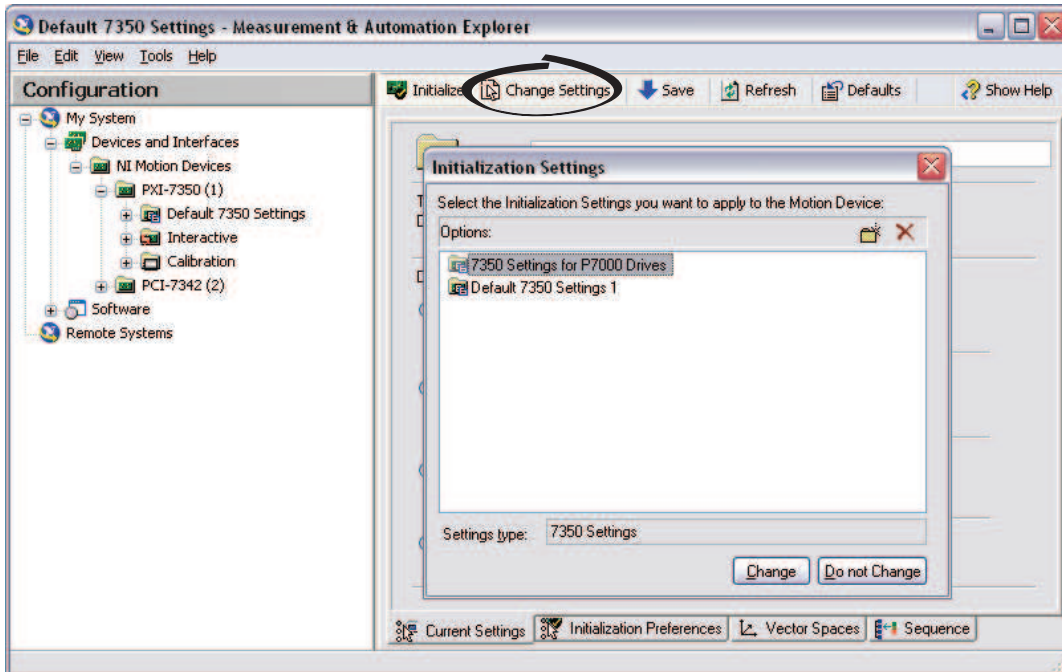 Default 7350 Settings - Measurement & Automation Explorer
File Edit View Tools Help
Configuration
Initialize Change Settings Save Refresh Defaults Show Help
My System
Devices and Interfaces
NI Motion Devices
PXI-7350 (1)
Default 7350 Settings
Interactive
Calibration
PCI-7342 (2)
Software
Remote Systems
Initialization Settings
Select the Initialization Settings you want to apply to the Motion Device:
Options:
7350 Settings for P7000 Drives
Default 7350 Settings 1
Settings type: 7350 Settings
Change Do not Change
Current Settings Initialization Preferences Vector Spaces Sequence